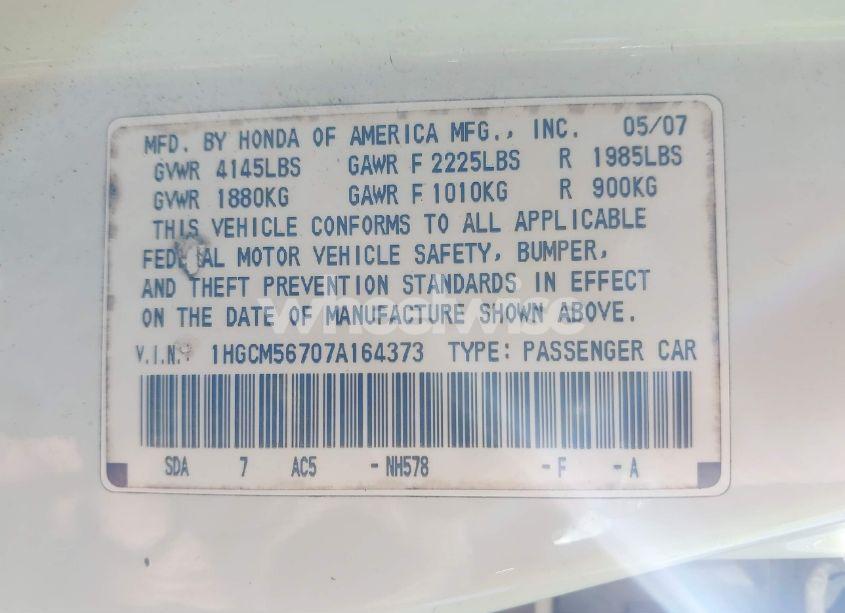 MFD. BY HONDA OF AMERICA MFG., INC. 05/07
GVWR 4145LBS GAWR F 2225LBS R 1985LBS
GVWR 1880KG GAWR F 1010KG R 900KG
THIS VEHICLE CONFORMS TO ALL APPLICABLE
FEDERAL MOTOR VEHICLE SAFETY, BUMPER,
AND THEFT PREVENTION STANDARDS IN EFFECT
ON THE DATE OF MANUFACTURE SHOWN ABOVE.
wheelwise
V.I.N: 1HGCM56707A164373 TYPE: PASSENGER CAR
SDA 7 AC5 -NH578 -F -A